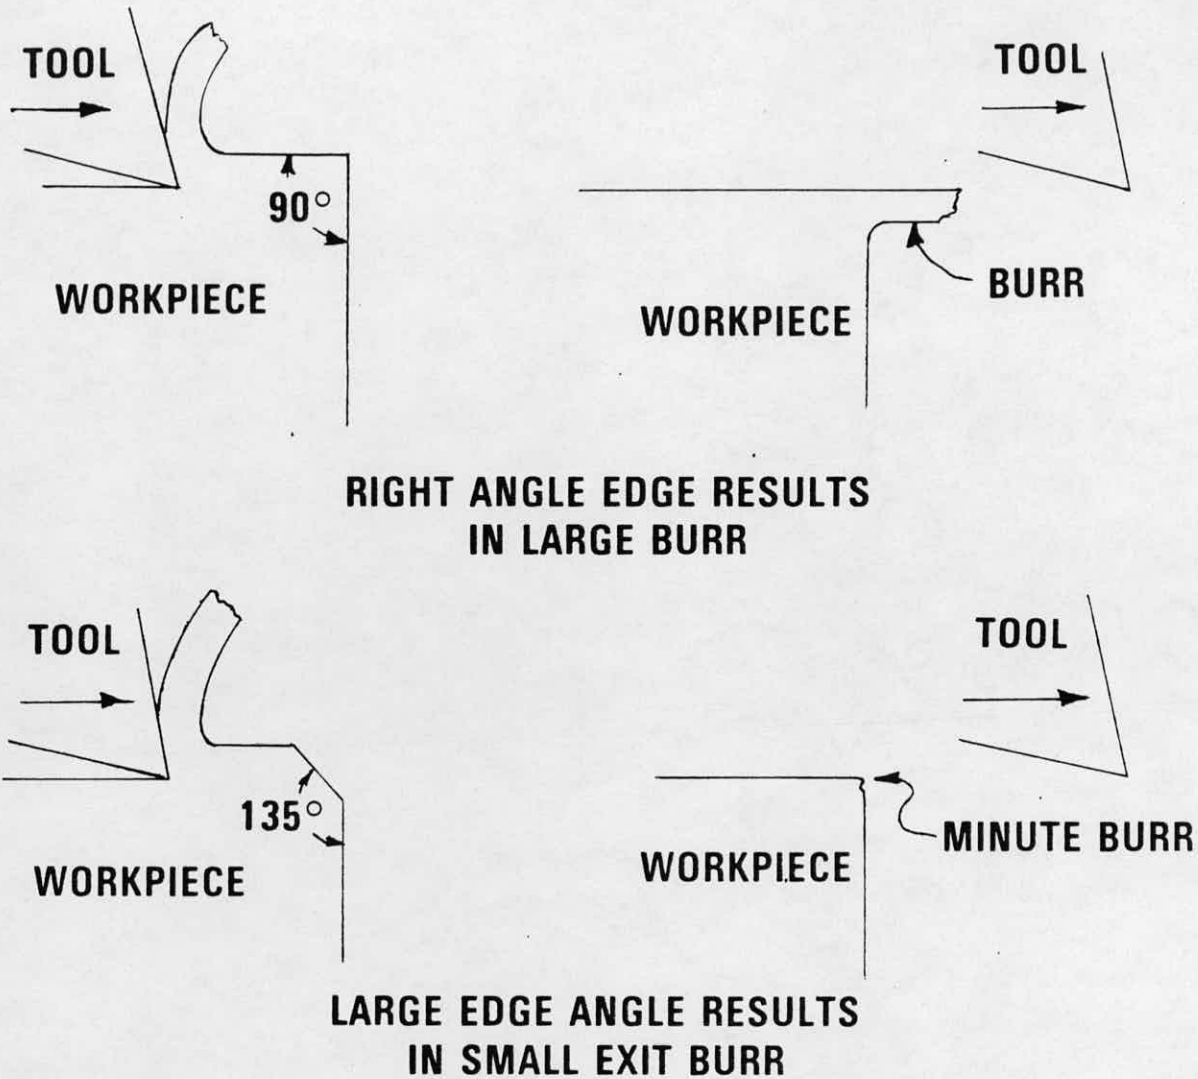 TOOL
90°
WORKPIECE
TOOL
BURR
WORKPIECE
RIGHT ANGLE EDGE RESULTS
IN LARGE BURR
TOOL
135°
WORKPIECE
TOOL
MINUTE BURR
WORKPIECE
LARGE EDGE ANGLE RESULTS
IN SMALL EXIT BURR